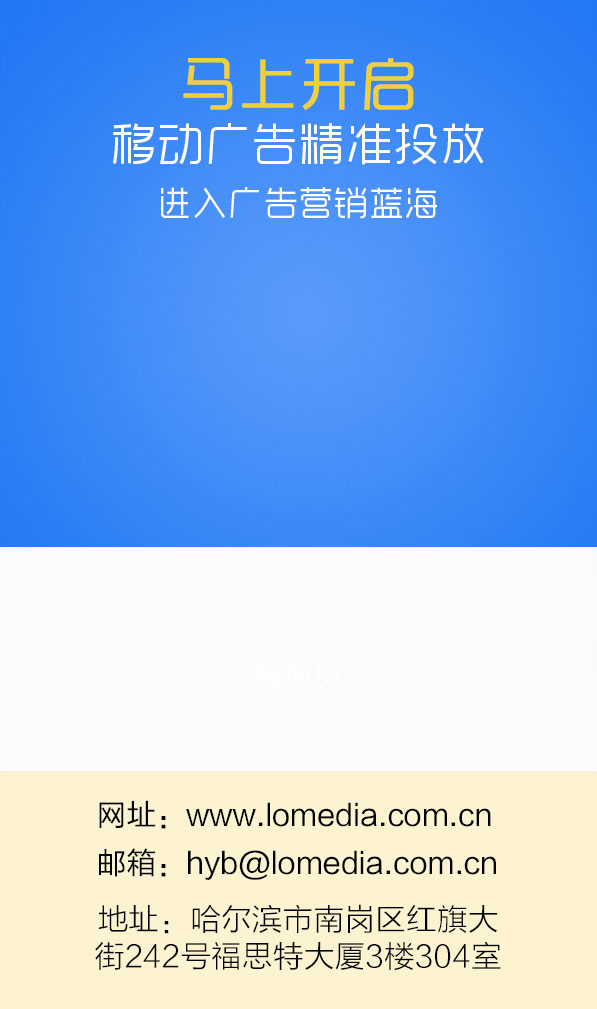 马上开启
移动广告精准投放
进入广告营销蓝海
投简历
网址：www.lomedia.com.cn
邮箱：hyb@lomedia.com.cn
地址：哈尔滨市南岗区红旗大
街242号福思特大厦3楼304室